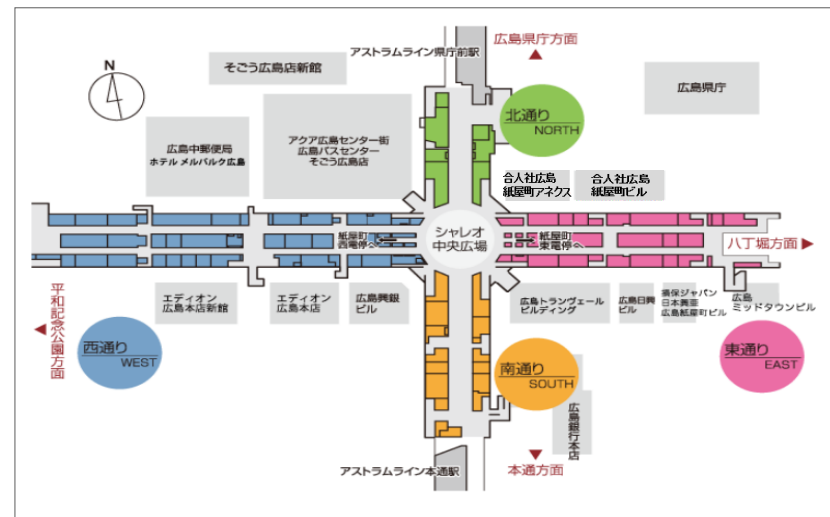 アストラムライン県庁前駅
広島県庁方面
N
そごう広島店新館
広島県庁
北通り
NORTH
アクア広島センター街
広島バスセンター
そごう広島店
広島中郵便局
ホテル メルパルク広島
合人社広島
紙屋町アネクス
合人社広島
紙屋町ビル
紙屋町
西電停へ
シャレオ
中央広場
紙屋町
東電停へ
八丁堀方面
平和記念公園方面
エディオン
広島本店新館
エディオン
広島本店
広島興銀
ビル
広島トランヴェール
ビルディング
広島日興
ビル
損保ジャパン
日本興亜
広島紙屋町ビル
広島
ミッドタウンビル
西通り
WEST
南通り
SOUTH
東通り
EAST
広島銀行本店
アストラムライン本通駅
本通方面